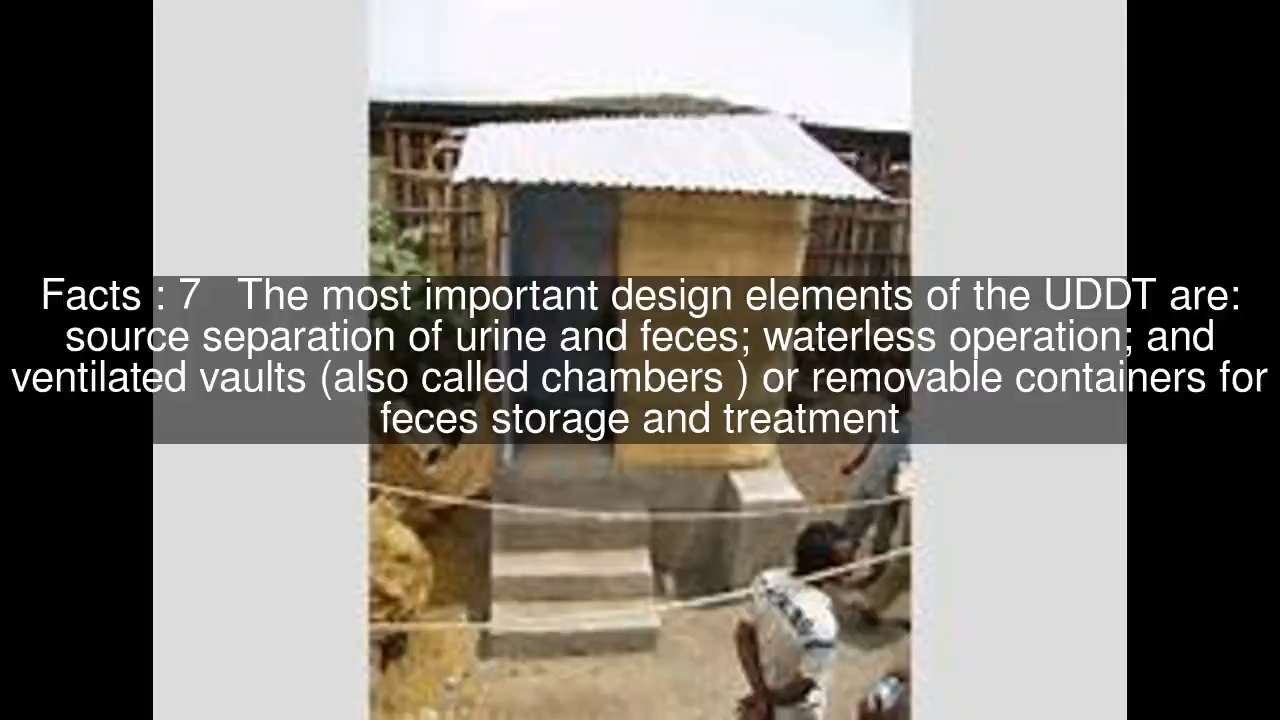 Facts : 7 The most important design elements of the UDDT are:
source separation of urine and feces; waterless operation; and
ventilated vaults (also called chambers ) or removable containers for
feces storage and treatment